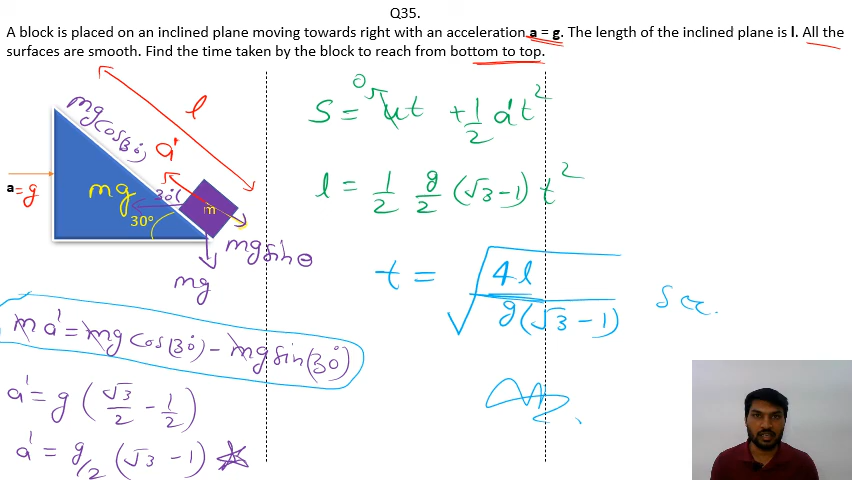 Q35.
A block is placed on an inclined plane moving towards right with an acceleration a = g. The length of the inclined plane is l. All the
surfaces are smooth. Find the time taken by the block to reach from bottom to top.
l
mg cos(30°)
a'
a = g
mg
30°
30°
m
mg sin θ
mg
m a' = mg cos(30°) - mg sin(30°)
a' = g ( √3/2 - 1/2 )
a' = g/2 (√3 - 1)
S = ut + 1/2 a't²
0
l = 1/2 g/2 (√3 - 1) t²
t = √(4l / g(√3 - 1)) sec.